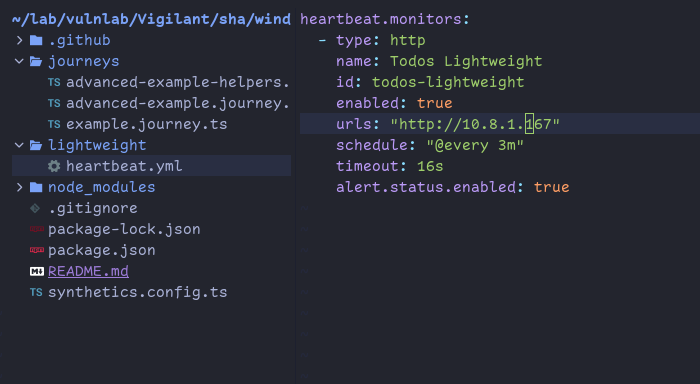 ~/lab/vulnlab/Vigilant/sha/wind
.github
journeys
TS advanced-example-helpers.
TS advanced-example.journey.
TS example.journey.ts
lightweight
heartbeat.yml
node_modules
.gitignore
package-lock.json
package.json
README.md
TS synthetics.config.ts
heartbeat.monitors:
- type: http
name: Todos Lightweight
id: todos-lightweight
enabled: true
urls: "http://10.8.1.167"
schedule: "@every 3m"
timeout: 16s
alert.status.enabled: true